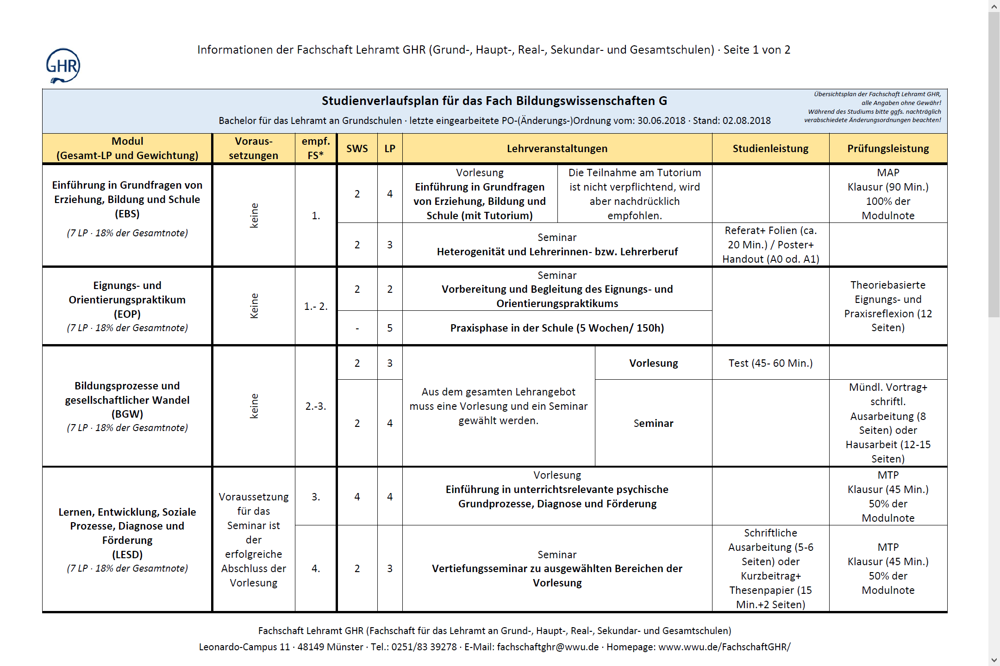 Informationen der Fachschaft Lehramt GHR (Grund-, Haupt-, Real-, Sekundar- und Gesamtschulen) · Seite 1 von 2
GHR
Studienverlaufsplan für das Fach Bildungswissenschaften G
Bachelor für das Lehramt an Grundschulen · letzte eingearbeitete PO-(Änderungs-)Ordnung vom: 30.06.2018 · Stand: 02.08.2018
Übersichtsplan der Fachschaft Lehramt GHR,
alle Angaben ohne Gewähr!
Während des Studiums bitte ggfs. nachträglich
verabschiedete Änderungsordnungen beachten!
Modul
(Gesamt-LP und Gewichtung)
Voraus-
setzungen
empf.
FS*
SWS
LP
Lehrveranstaltungen
Studienleistung
Prüfungsleistung
Einführung in Grundfragen von
Erziehung, Bildung und Schule
(EBS)
(7 LP · 18% der Gesamtnote)
keine
1.
2
4
Vorlesung
Einführung in Grundfragen
von Erziehung, Bildung und
Schule (mit Tutorium)
Die Teilnahme am Tutorium
ist nicht verpflichtend, wird
aber nachdrücklich
empfohlen.
MAP
Klausur (90 Min.)
100% der
Modulnote
2
3
Seminar
Heterogenität und Lehrerinnen- bzw. Lehrerberuf
Referat+ Folien (ca.
20 Min.) / Poster+
Handout (A0 od. A1)
Eignungs- und
Orientierungspraktikum
(EOP)
(7 LP · 18% der Gesamtnote)
Keine
1.- 2.
2
2
Seminar
Vorbereitung und Begleitung des Eignungs- und
Orientierungspraktikums
Theoriebasierte
Eignungs- und
Praxisreflexion (12
Seiten)
-
5
Praxisphase in der Schule (5 Wochen/ 150h)
Bildungsprozesse und
gesellschaftlicher Wandel
(BGW)
(7 LP · 18% der Gesamtnote)
keine
2.-3.
2
3
Aus dem gesamten Lehrangebot
muss eine Vorlesung und ein Seminar
gewählt werden.
Vorlesung
Test (45- 60 Min.)
2
4
Seminar
Mündl. Vortrag+
schriftl.
Ausarbeitung (8
Seiten) oder
Hausarbeit (12-15
Seiten)
Lernen, Entwicklung, Soziale
Prozesse, Diagnose und
Förderung
(LESD)
(7 LP · 18% der Gesamtnote)
Voraussetzung
für das
Seminar ist
der
erfolgreiche
Abschluss der
Vorlesung
3.
4
4
Vorlesung
Einführung in unterrichtsrelevante psychische
Grundprozesse, Diagnose und Förderung
MTP
Klausur (45 Min.)
50% der
Modulnote
4.
2
3
Seminar
Vertiefungsseminar zu ausgewählten Bereichen der
Vorlesung
Schriftliche
Ausarbeitung (5-6
Seiten) oder
Kurzbeitrag+
Thesenpapier (15
Min.+2 Seiten)
MTP
Klausur (45 Min.)
50% der
Modulnote
Fachschaft Lehramt GHR (Fachschaft für das Lehramt an Grund-, Haupt-, Real-, Sekundar- und Gesamtschulen)
Leonardo-Campus 11 · 48149 Münster · Tel.: 0251/83 39278 · E-Mail: fachschaftghr@wwu.de · Homepage: www.wwu.de/FachschaftGHR/